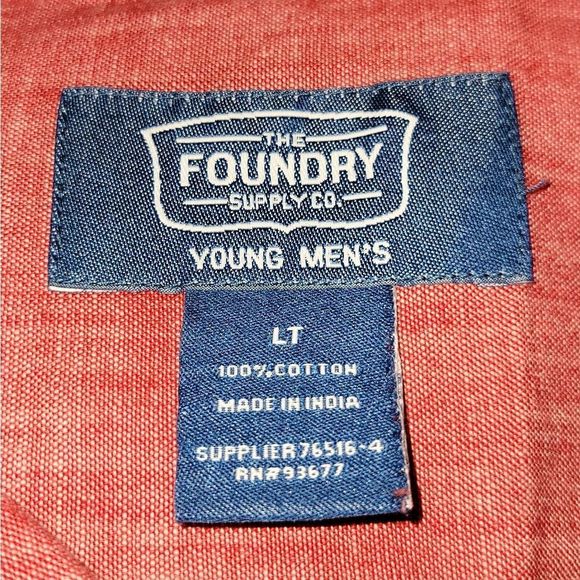 THE
FOUNDRY
SUPPLY CO.
YOUNG MEN'S
LT
100% COTTON
MADE IN INDIA
SUPPLIER 76516-4
RN#93677